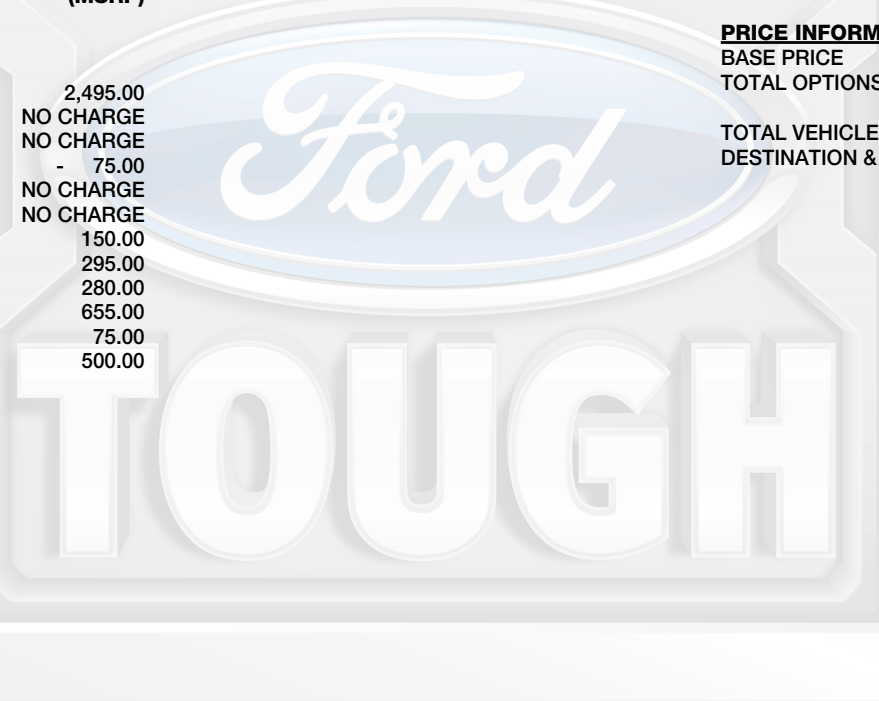 (MSRP)
2,495.00
NO CHARGE
NO CHARGE
- 75.00
NO CHARGE
NO CHARGE
150.00
295.00
280.00
655.00
75.00
500.00
PRICE INFORM
BASE PRICE
TOTAL OPTIONS
TOTAL VEHICLE
DESTINATION &
Ford
TOUGH